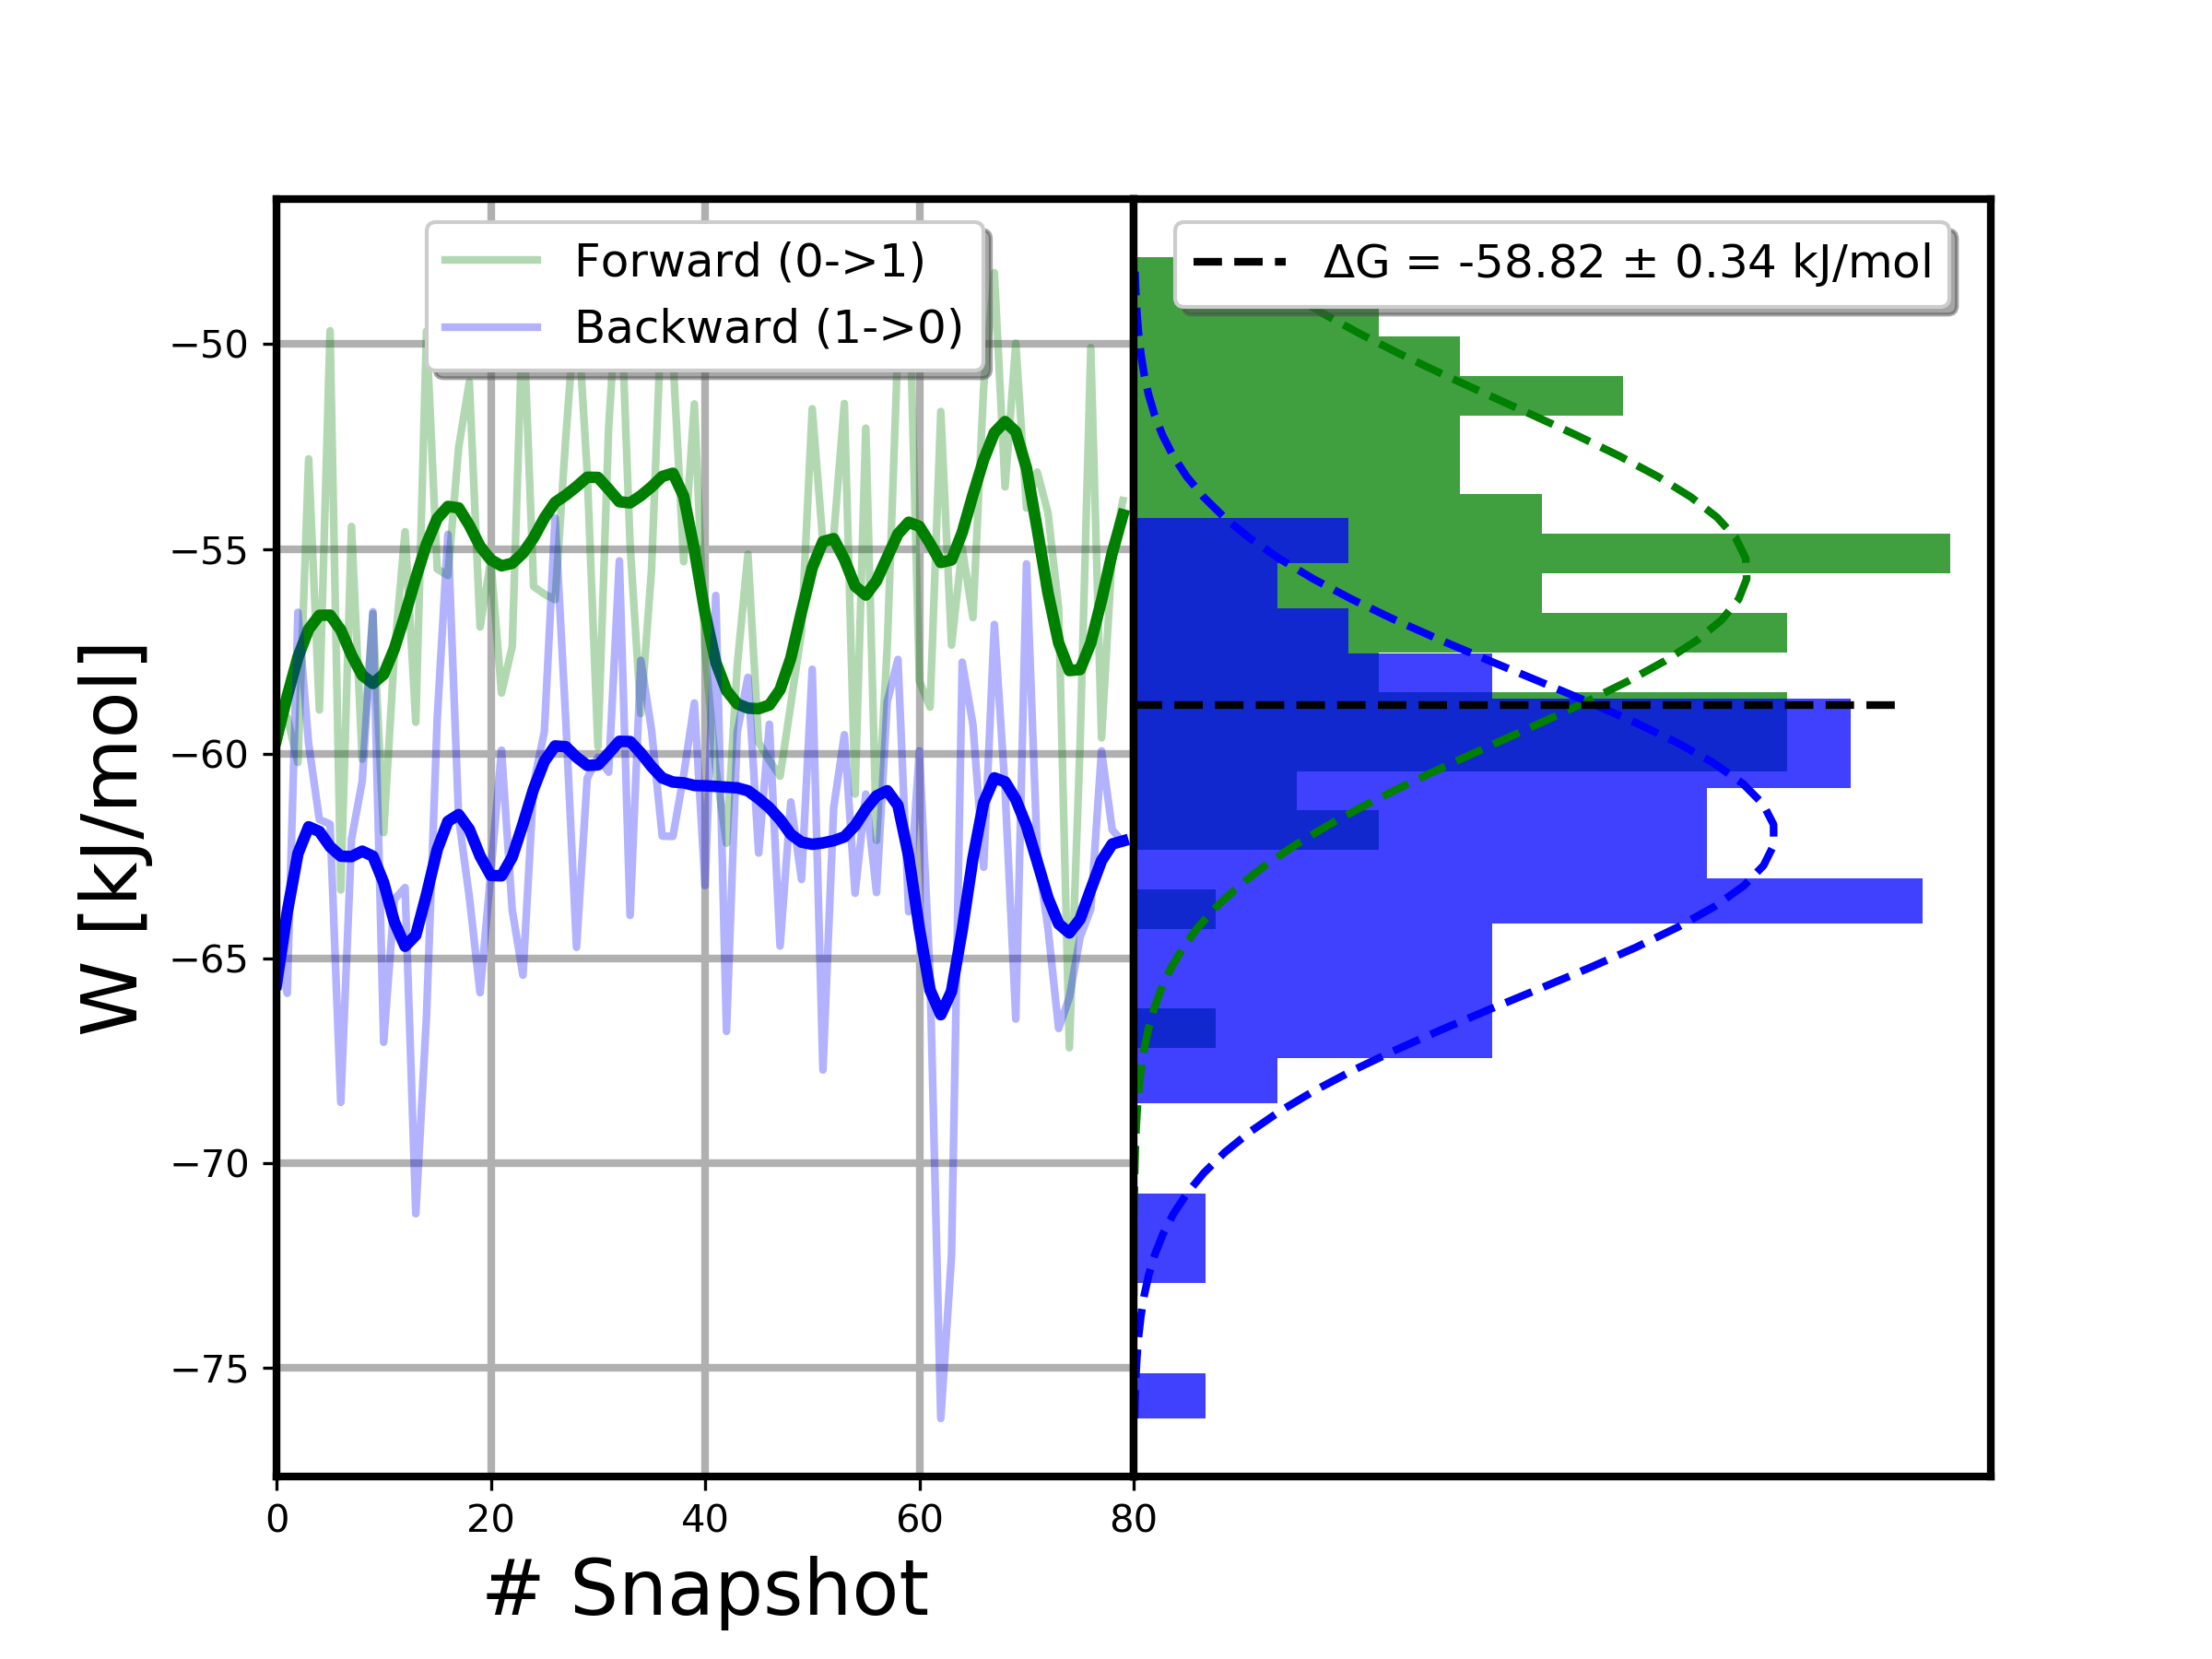 Forward (0->1)
Backward (1->0)
ΔG = -58.82 ± 0.34 kJ/mol
W [kJ/mol]
−50
−55
−60
−65
−70
−75
0 20 40 60 80
# Snapshot